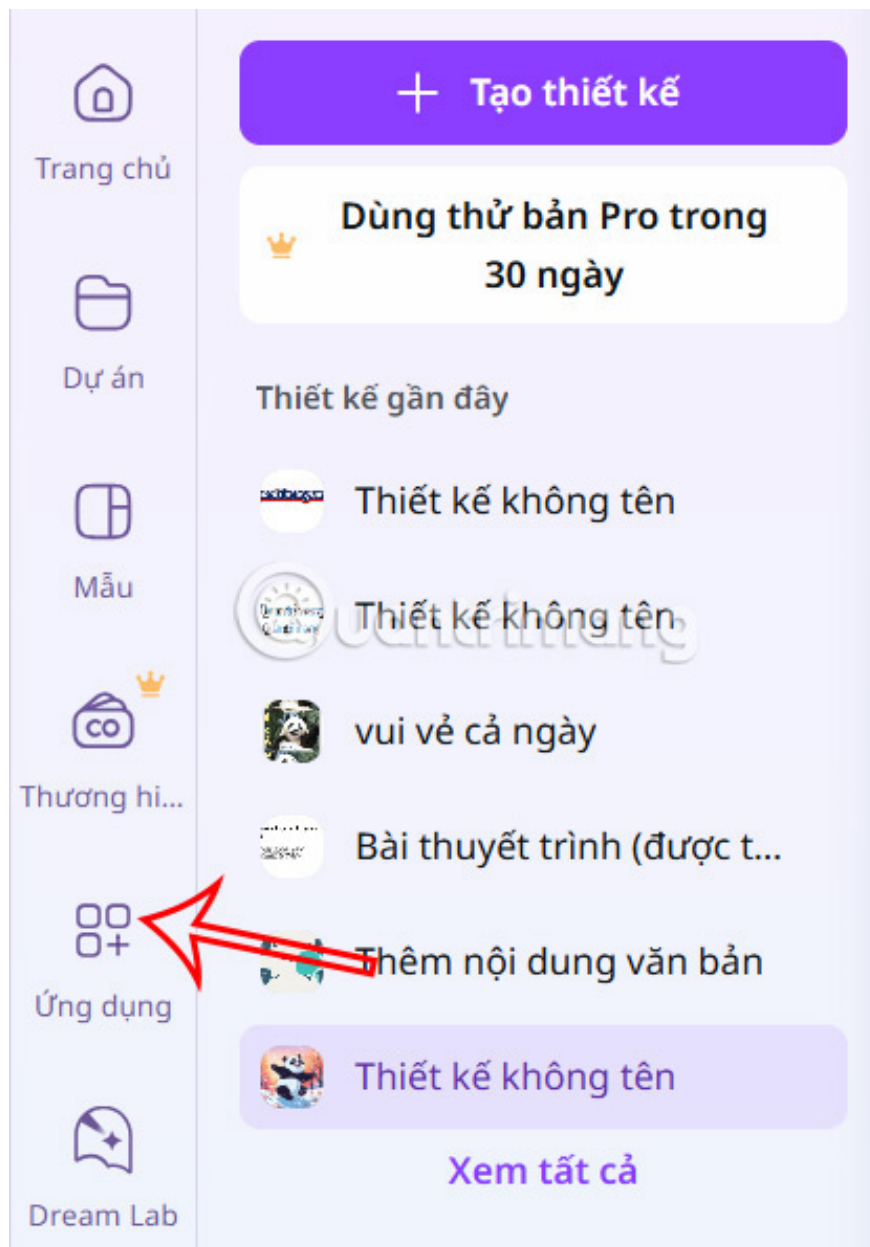 Trang chủ
Dự án
Mẫu
CO
Thương hi...
Ứng dụng
Dream Lab
Tạo thiết kế
Dùng thử bản Pro trong
30 ngày
Thiết kế gần đây
Thiết kế không tên
Thiết kế không tên
Quantrimang
vui vẻ cả ngày
Bài thuyết trình (được t...
Thêm nội dung văn bản
Thiết kế không tên
Xem tất cả